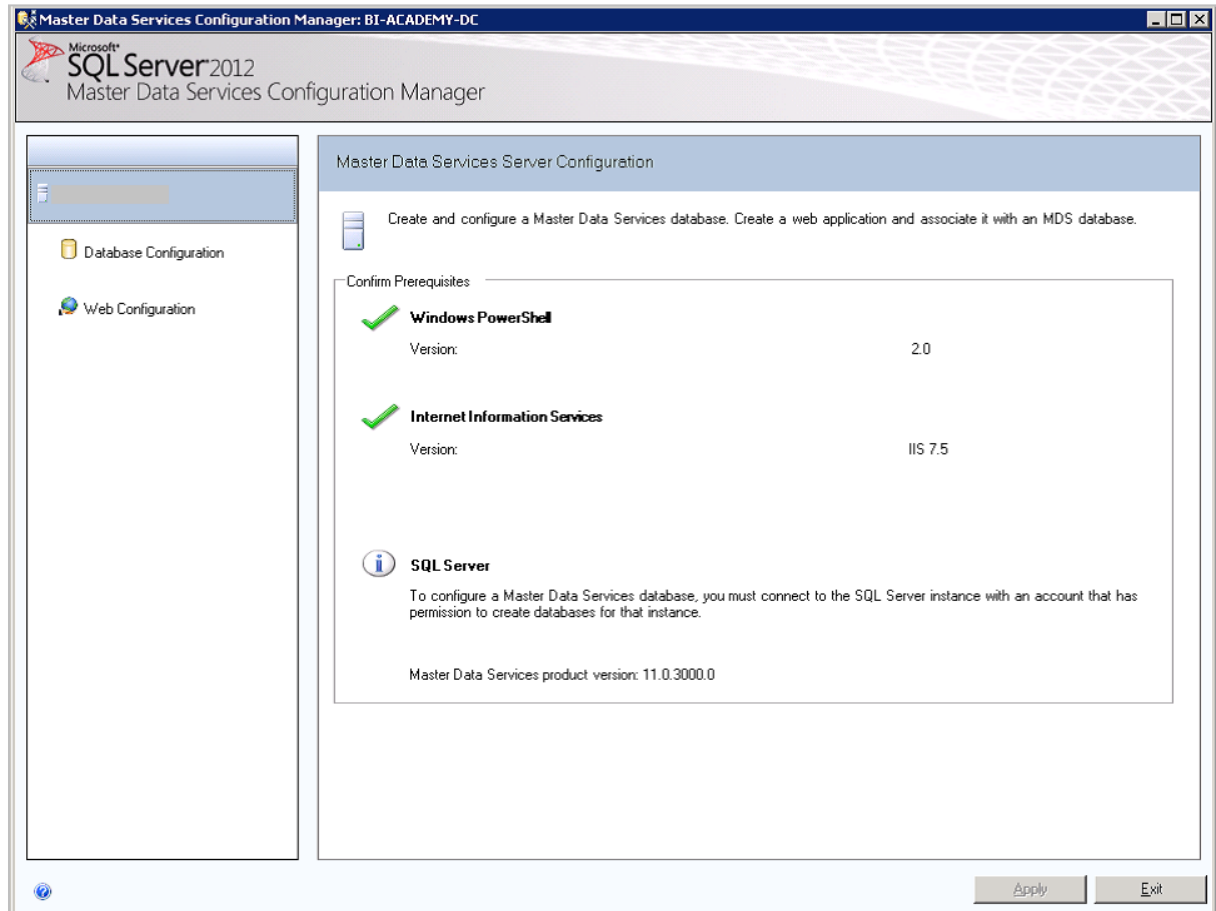 Master Data Services Configuration Manager: BI-ACADEMY-DC
Microsoft®
SQL Server 2012
Master Data Services Configuration Manager
Database Configuration
Web Configuration
Master Data Services Server Configuration
Create and configure a Master Data Services database. Create a web application and associate it with an MDS database.
Confirm Prerequisites
Windows PowerShell
Version: 2.0
Internet Information Services
Version: IIS 7.5
SQL Server
To configure a Master Data Services database, you must connect to the SQL Server instance with an account that has
permission to create databases for that instance.
Master Data Services product version: 11.0.3000.0
Apply
Exit